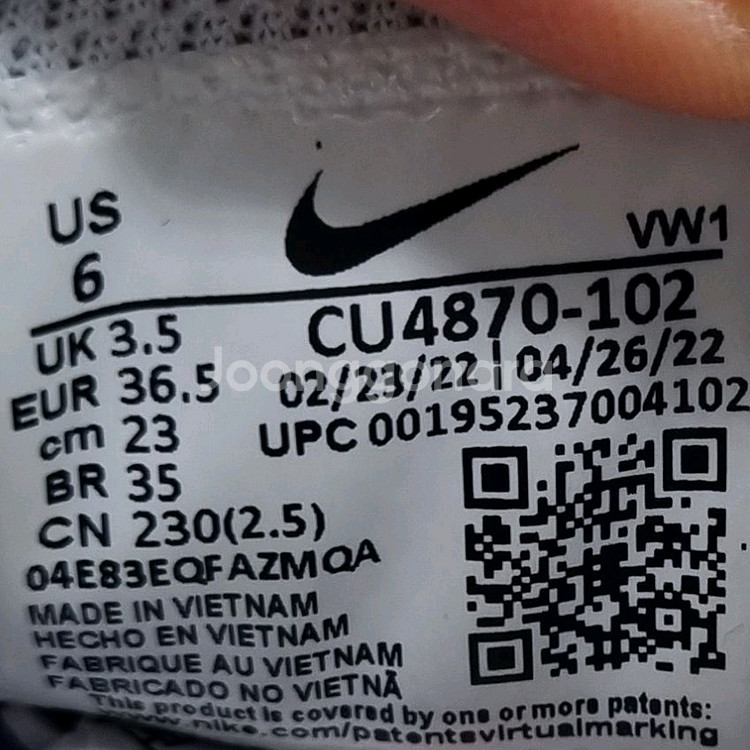 US
6
VW1
UK 3.5
EUR 36.5
cm 23
BR 35
CN 230(2.5)
04E83EQFAZMQA
CU4870-102
02/23/22 | 04/26/22
UPC 00195237004102
MADE IN VIETNAM
HECHO EN VIETNAM
FABRIQUE AU VIETNAM
FABRICADO NO VIETNÃ
This product is covered by one or more patents:
www.nike.com/patentsvirtualmarking
Joonggonara